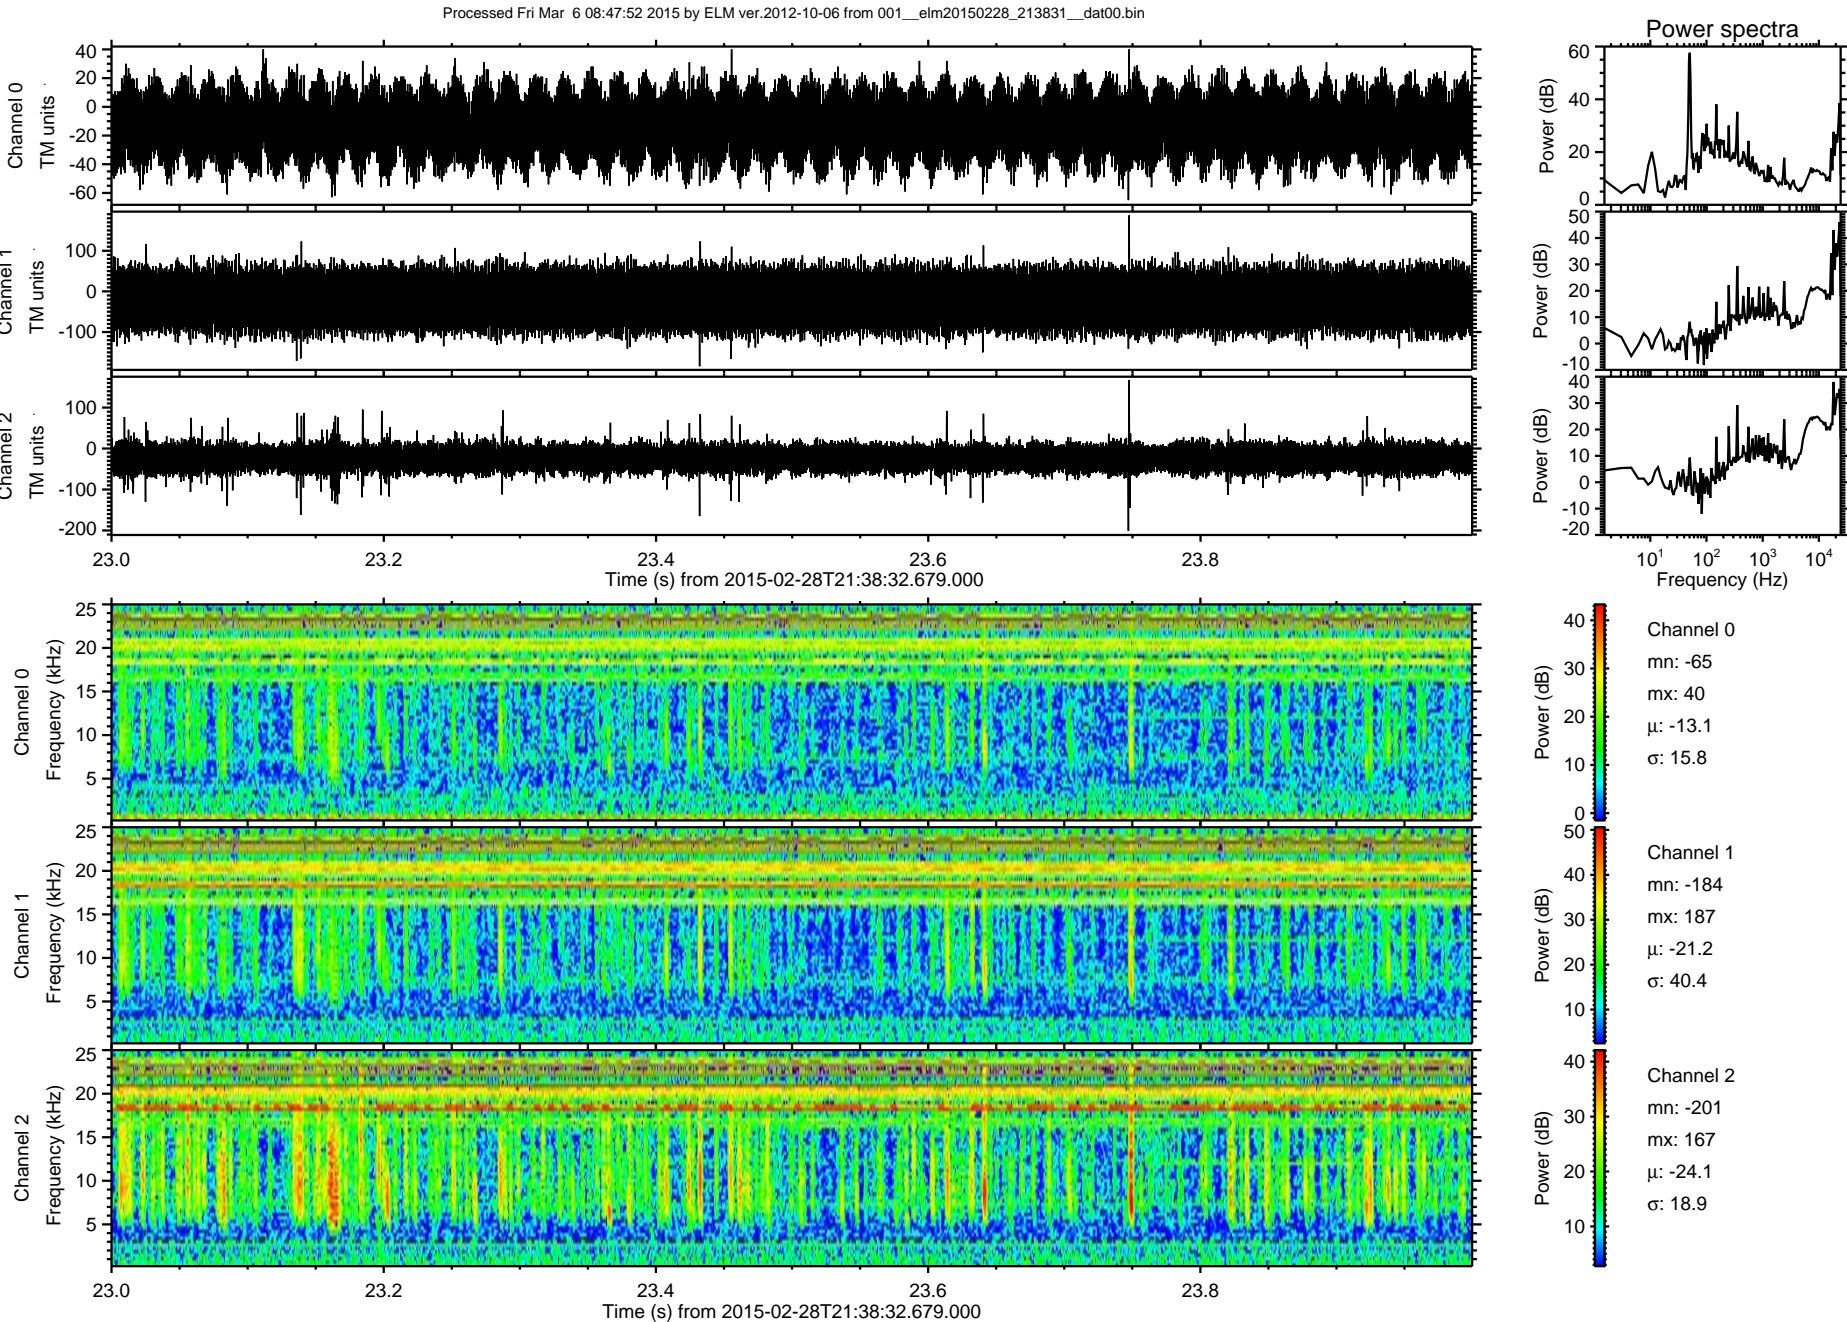 Processed Fri Mar  6 08:47:52 2015 by ELM ver.2012-10-06 from 001__elm20150228_213831__dat00.bin
Power spectra
Channel 0
TM units
40
20
0
-20
-40
-60
Power (dB)
60
40
20
0
Channel 1
TM units
100
0
-100
Power (dB)
50
40
30
20
10
0
-10
Channel 2
TM units
100
0
-100
-200
Power (dB)
40
30
20
10
0
-10
-20
23.0 23.2 23.4 23.6 23.8
Time (s) from 2015-02-28T21:38:32.679.000
10^1 10^2 10^3 10^4
Frequency (Hz)
Channel 0
Frequency (kHz)
25
20
15
10
5
Power (dB)
40
30
20
10
0
Channel 0
mn: -65
mx: 40
μ: -13.1
σ: 15.8
Channel 1
Frequency (kHz)
25
20
15
10
5
Power (dB)
50
40
30
20
10
Channel 1
mn: -184
mx: 187
μ: -21.2
σ: 40.4
Channel 2
Frequency (kHz)
25
20
15
10
5
Power (dB)
40
30
20
10
Channel 2
mn: -201
mx: 167
μ: -24.1
σ: 18.9
23.0 23.2 23.4 23.6 23.8
Time (s) from 2015-02-28T21:38:32.679.000